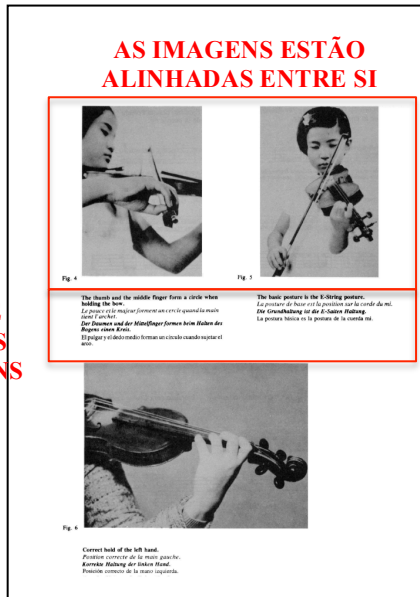 AS IMAGENS ESTÃO
ALINHADAS ENTRE SI
Fig. 4
Fig. 5
The thumb and the middle finger form a circle when
holding the bow.
Le pouce et le majeur forment un cercle quand la main
tient l'archet.
Der Daumen und der Mittelfinger formen beim Halten des
Bogens einen Kreis.
El pulgar y el dedo medio forman un círculo cuando sujetar el
arco.
The basic posture is the E-String posture.
La posture de base est la position sur la corde du mi.
Die Grundhaltung ist die E-Saiten Haltung.
La postura básica es la postura de la cuerda mi.
Fig. 6
Correct hold of the left hand.
Position correcte de la main gauche.
Korrekte Haltung der linken Hand.
Posición correcto de la mano izquierda.